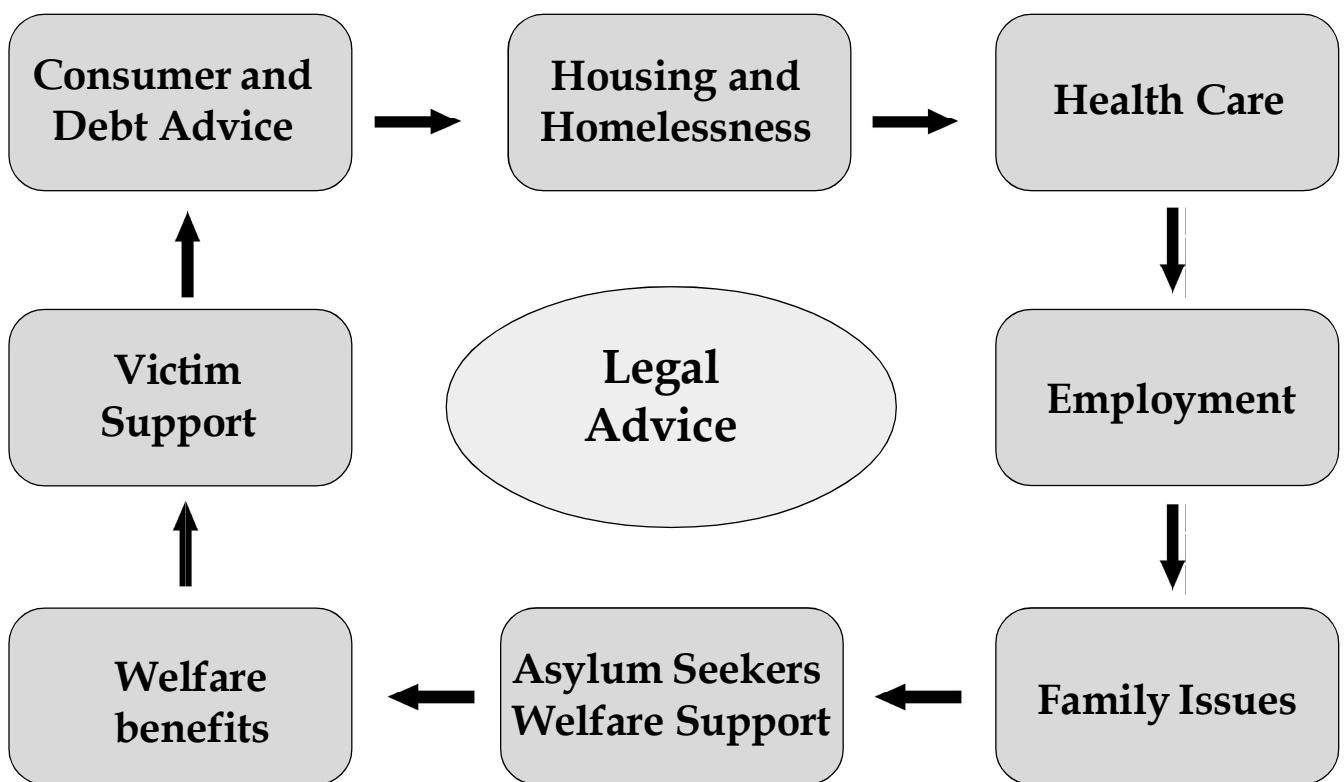 Consumer and
Debt Advice
Housing and
Homelessness
Health Care
Victim
Support
Legal
Advice
Employment
Welfare
benefits
Asylum Seekers
Welfare Support
Family Issues